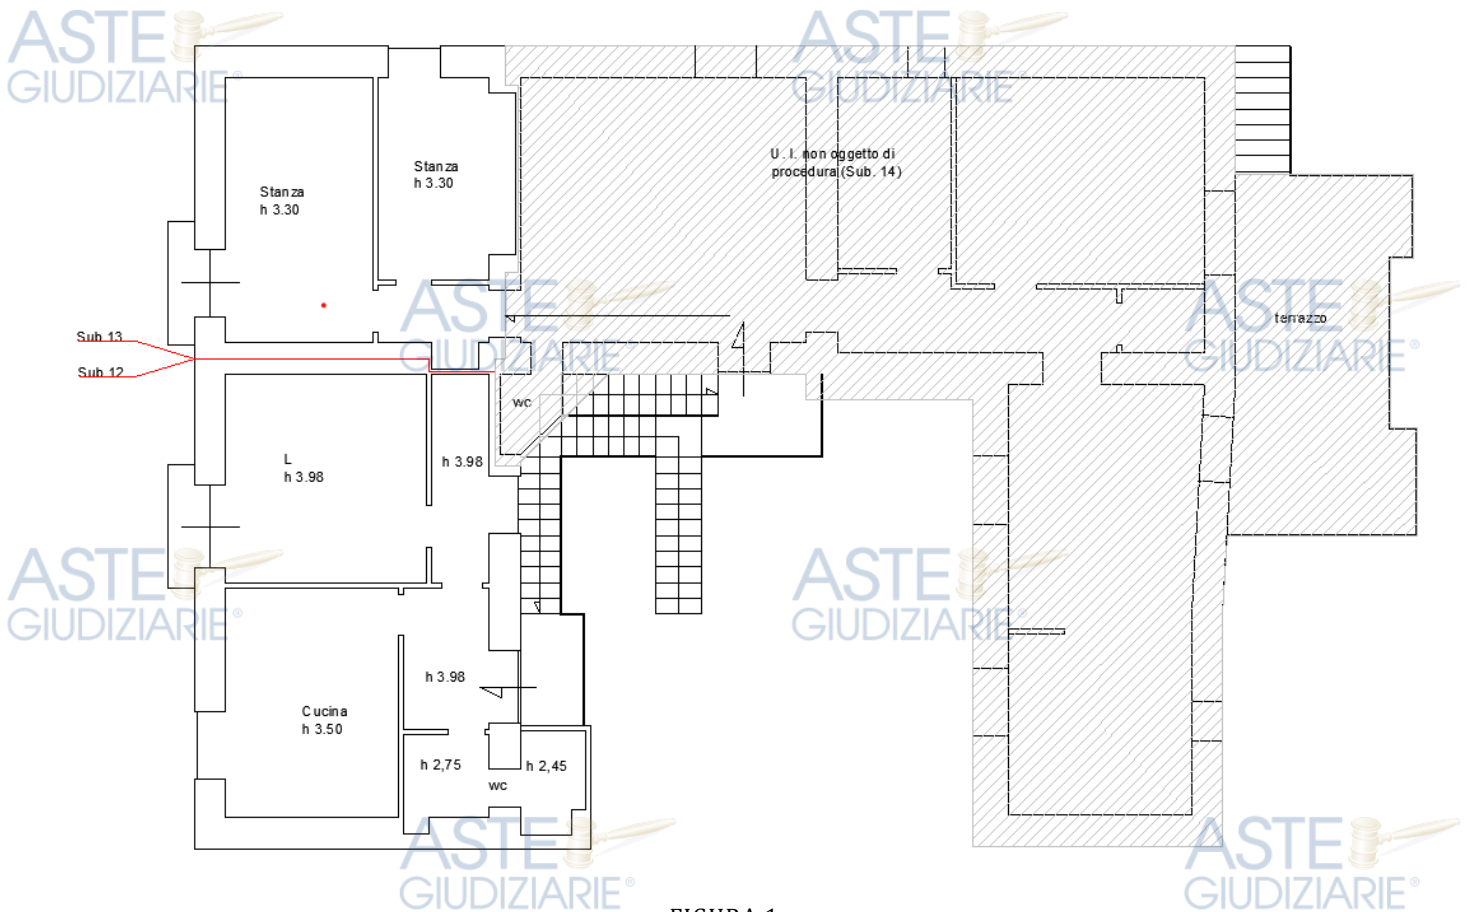 ASTE
GIUDIZIARIE®
ASTE
GIUDIZIARIE®
U. I. non oggetto di
procedura (Sub. 14)
Stanza
h 3.30
Stanza
h 3.30
ASTE
GIUDIZIARIE®
ASTE
GIUDIZIARIE®
terrazzo
Sub 13
Sub 12
wc
L
h 3.98
h 3.98
ASTE
GIUDIZIARIE®
ASTE
GIUDIZIARIE®
h 3.98
Cucina
h 3.50
h 2,75
h 2,45
wc
ASTE
GIUDIZIARIE®
ASTE
GIUDIZIARIE®
FIGURA 1